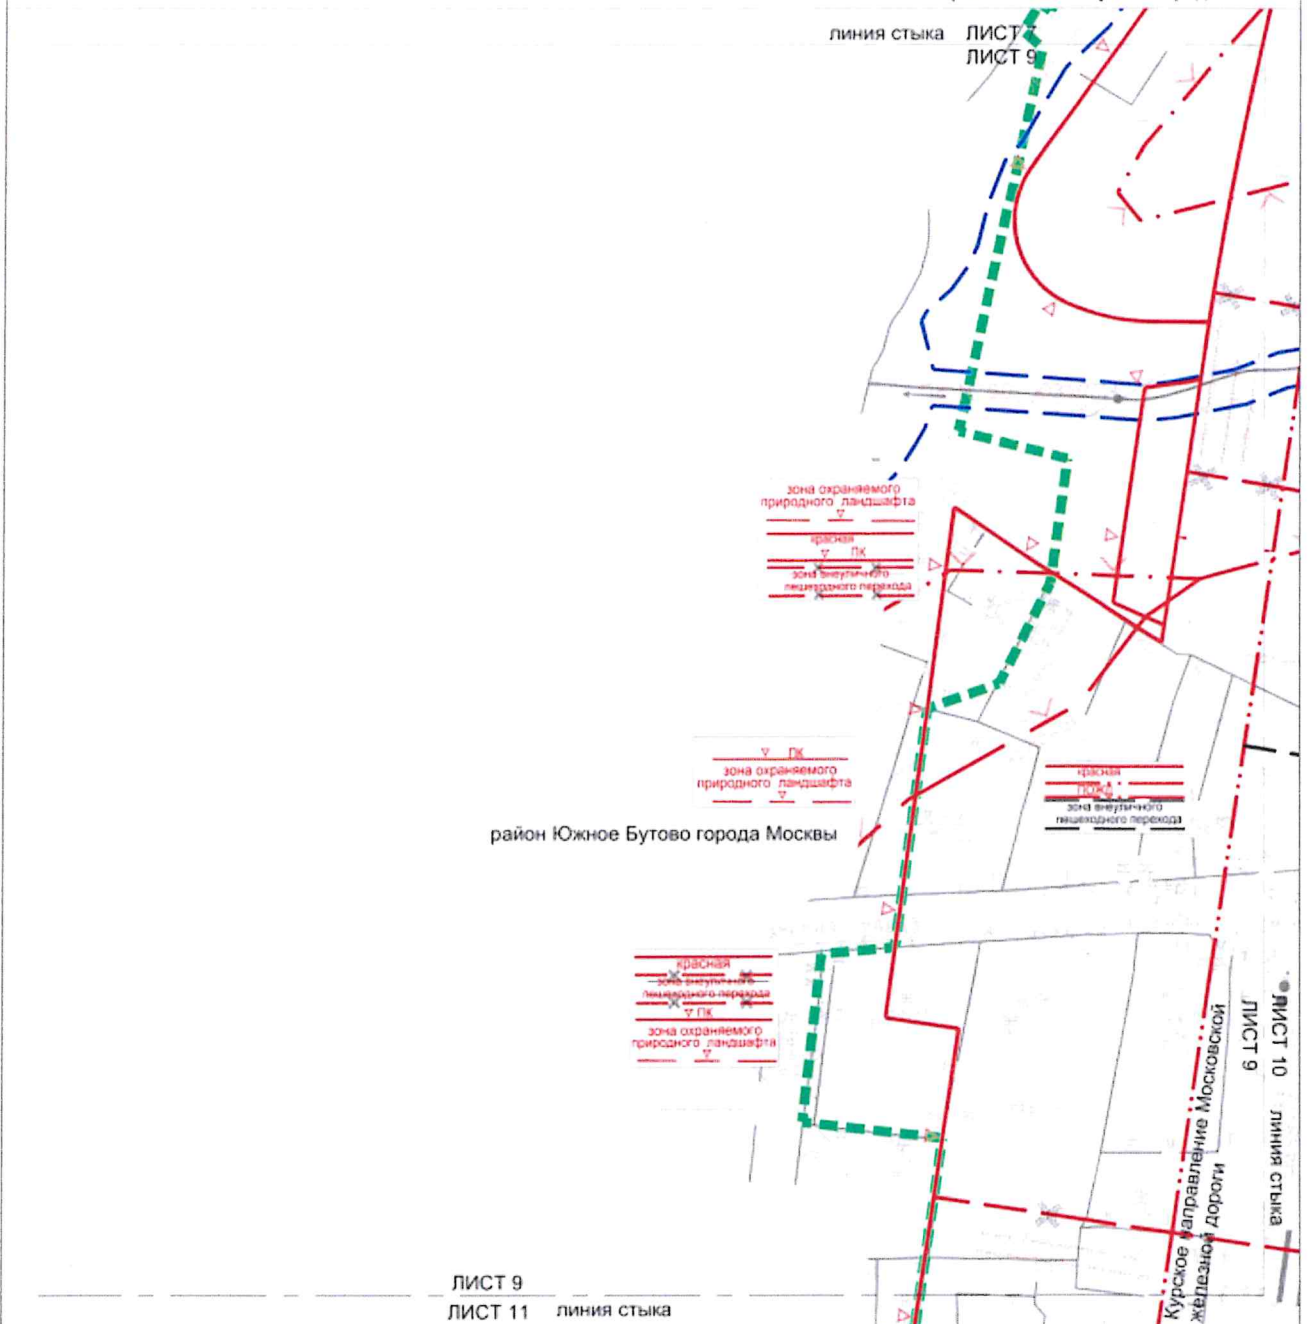 линия стыка ЛИСТ 7
ЛИСТ 9
зона охраняемого
природного ландшафта
красная
ПК
зона внеуличного
пешеходного перехода
ПК
зона охраняемого
природного ландшафта
красная
ПОЖД
зона внеуличного
пешеходного перехода
район Южное Бутово города Москвы
красная
зона внеуличного
пешеходного перехода
ПК
зона охраняемого
природного ландшафта
Курское направление Московской
железной дороги
ЛИСТ 9
ЛИСТ 10 линия стыка
ЛИСТ 9
ЛИСТ 11 линия стыка